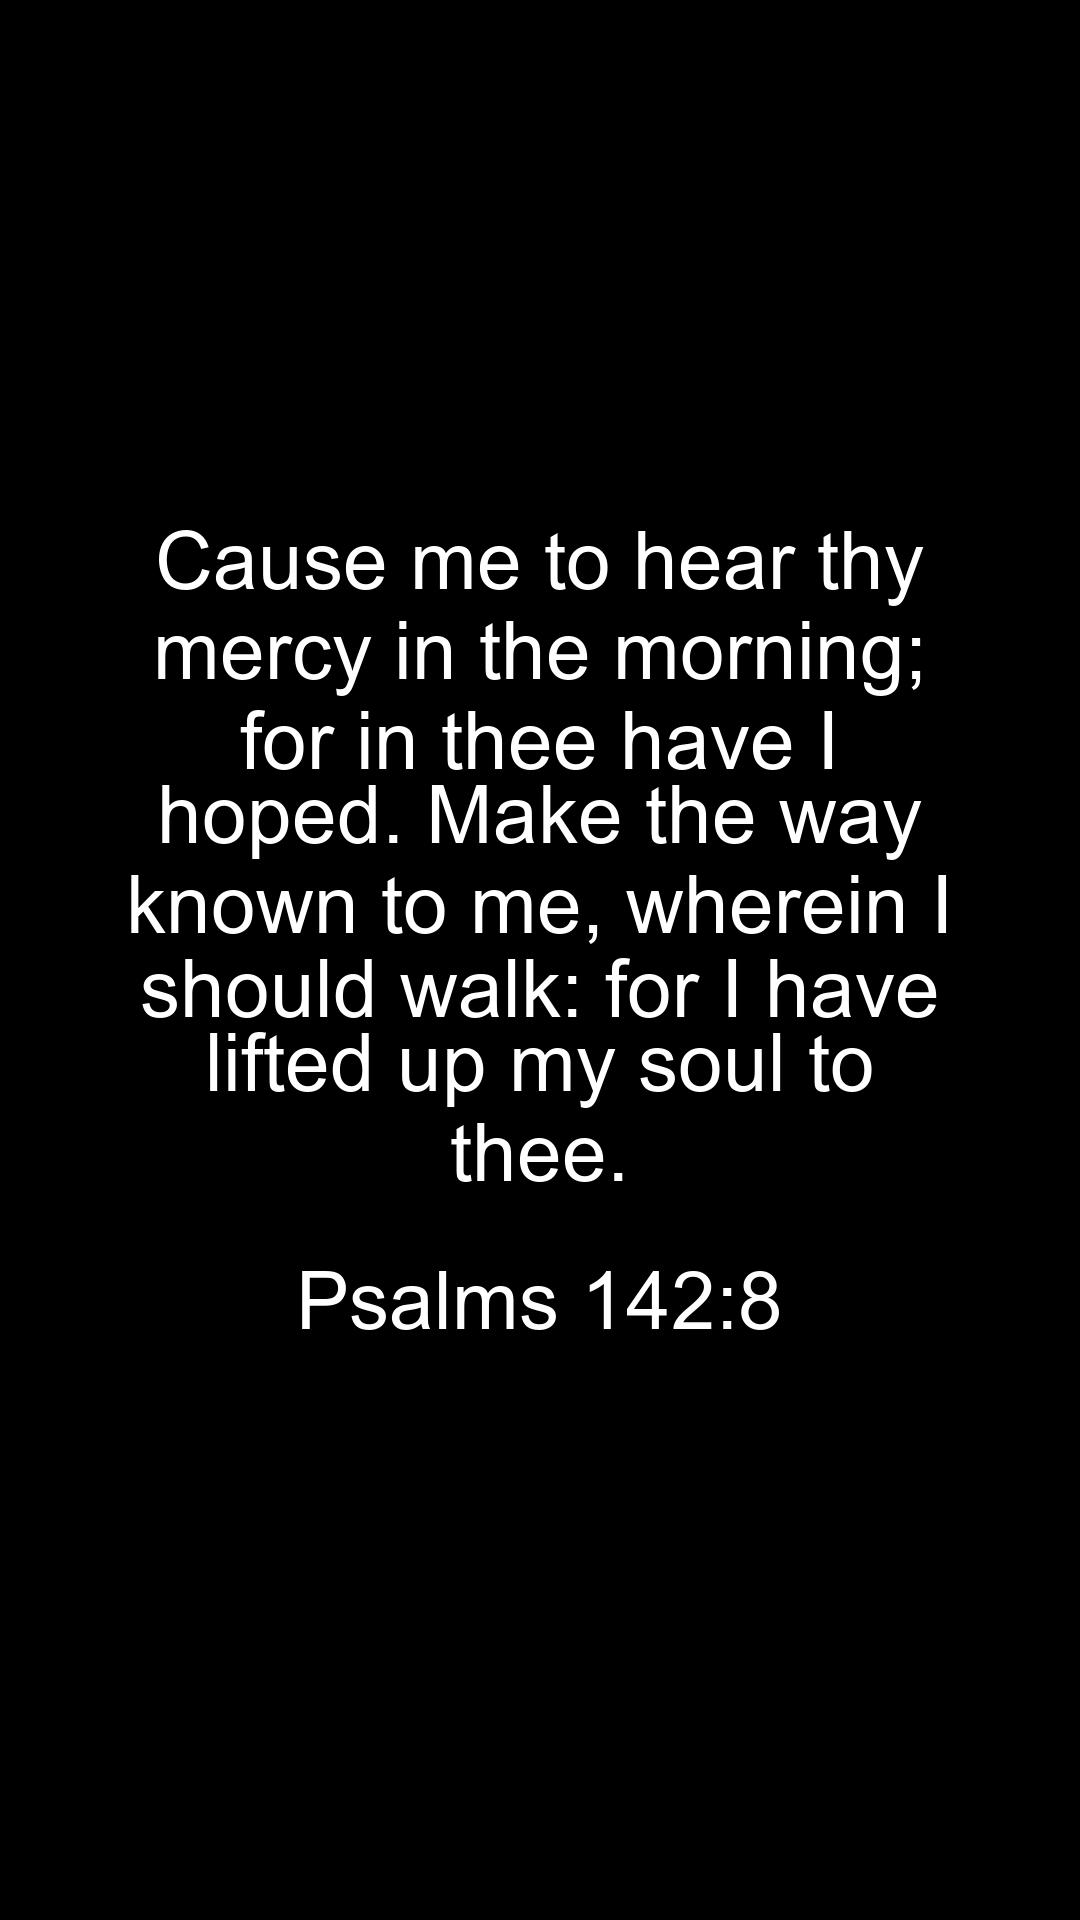 Cause me to hear thy
mercy in the morning;
for in thee have I
hoped. Make the way
known to me, wherein I
should walk: for I have
lifted up my soul to
thee.
Psalms 142:8